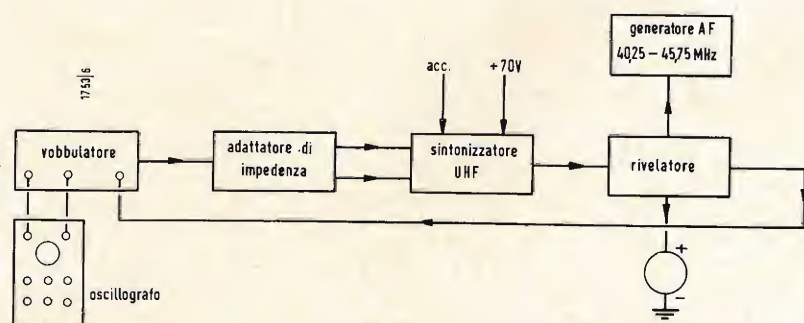 generatore AF
40,25 – 45,75 MHz
1753|6
acc.
+70V
vobbulatore
adattatore di
impedenza
sintonizzatore
UHF
rivelatore
+
-
oscillografo